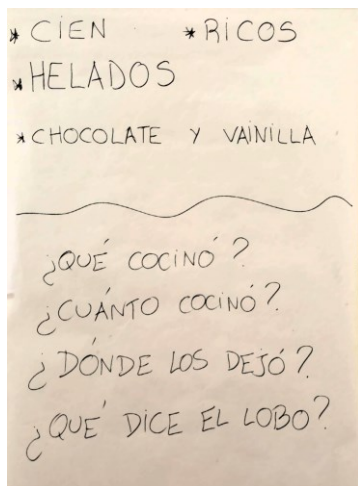 * CIEN * RICOS
* HELADOS
* CHOCOLATE Y VAINILLA
¿QUÉ COCINÓ?
¿CUÁNTO COCINÓ?
¿DÓNDE LOS DEJÓ?
¿QUÉ DICE EL LOBO?